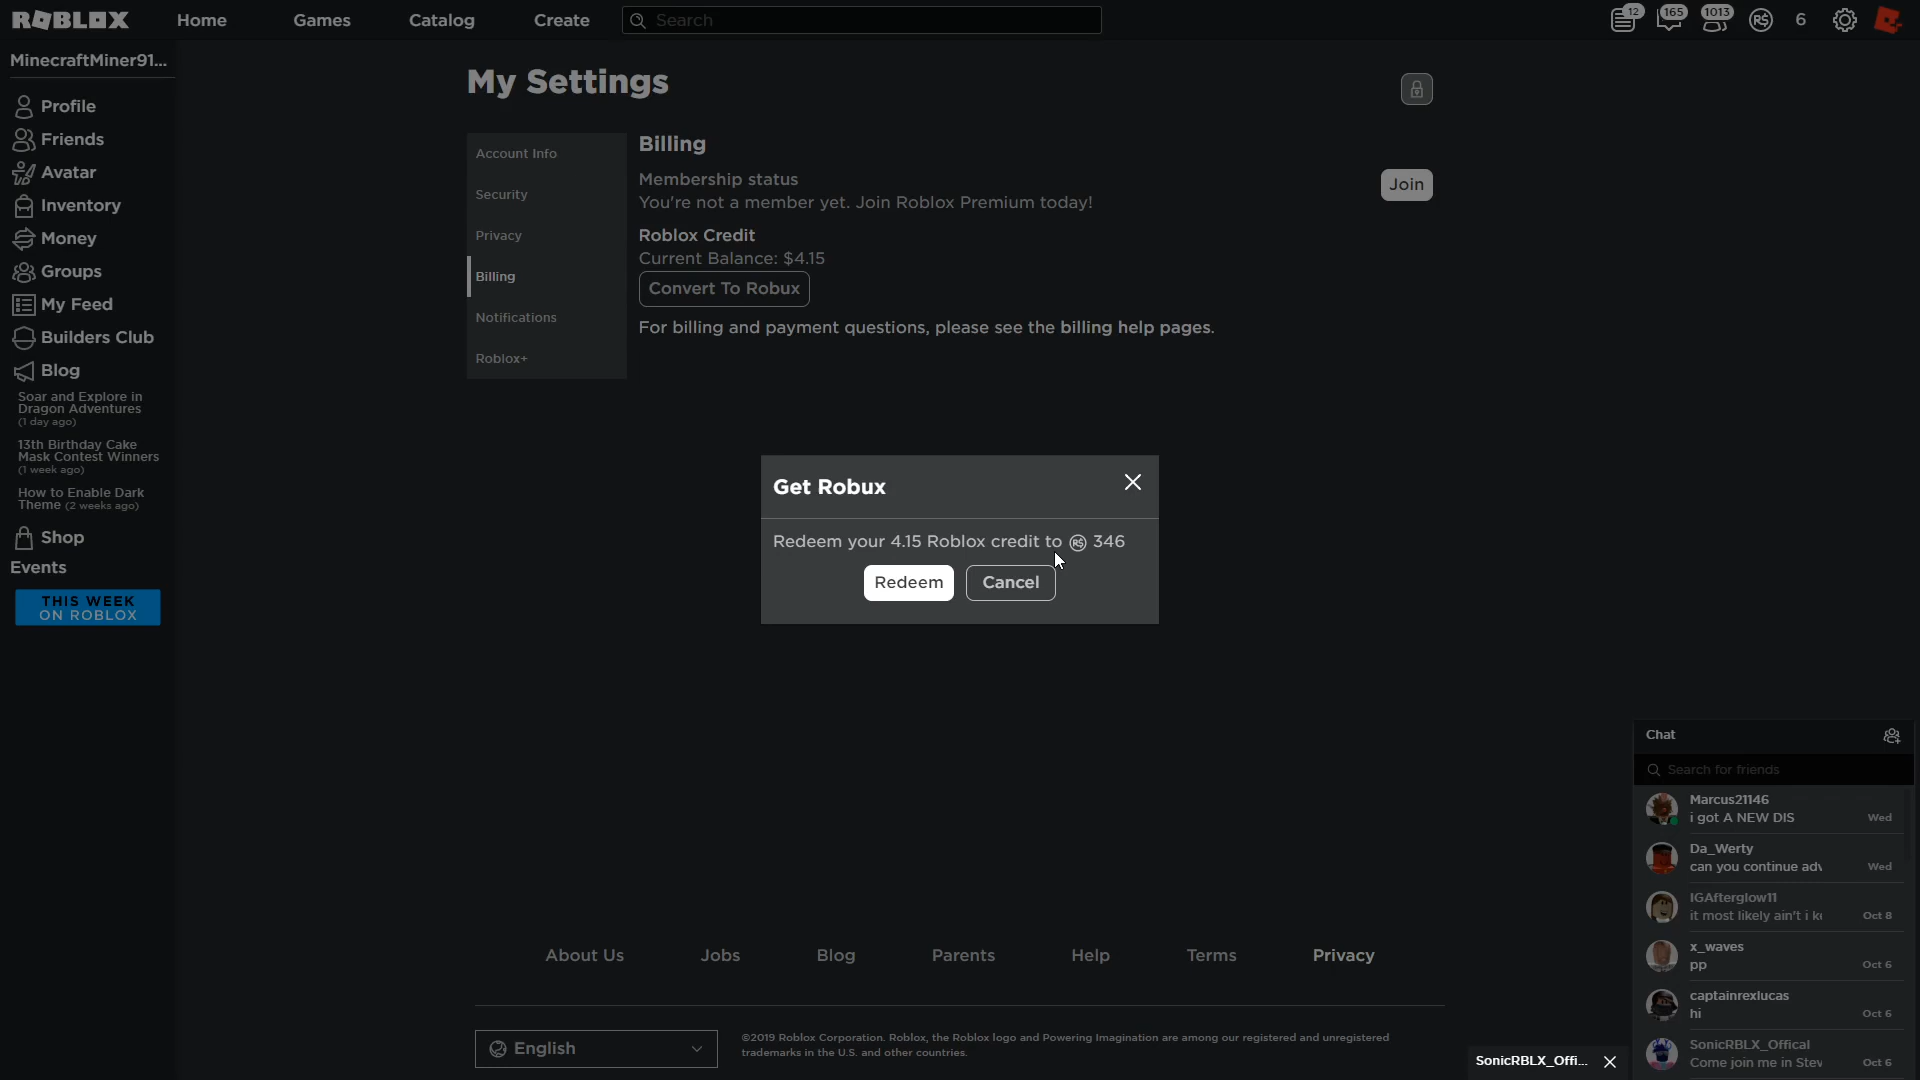 ROBLOX
Home
Games
Catalog
Create
Search
12
165
1013
6
MinecraftMiner91...
Profile
Friends
Avatar
Inventory
Money
Groups
My Feed
Builders Club
Blog
Soar and Explore in
Dragon Adventures
(1 day ago)
13th Birthday Cake
Mask Contest Winners
(1 week ago)
How to Enable Dark
Theme (2 weeks ago)
Shop
Events
THIS WEEK
ON ROBLOX
My Settings
Account Info
Security
Privacy
Billing
Notifications
Roblox+
Billing
Membership status
You're not a member yet. Join Roblox Premium today!
Join
Roblox Credit
Current Balance: $4.15
Convert To Robux
For billing and payment questions, please see the billing help pages.
Get Robux
Redeem your 4.15 Roblox credit to R$ 346
Redeem
Cancel
About Us
Jobs
Blog
Parents
Help
Terms
Privacy
English
©2019 Roblox Corporation. Roblox, the Roblox logo and Powering Imagination are among our registered and unregistered
trademarks in the U.S. and other countries.
Chat
Search for friends
Marcus21146
i got A NEW DIS Wed
Da_Werty
can you continue adv Wed
IGAfterglow11
it most likely ain't i Oct 8
x_waves
pp Oct 6
captainrexlucas
hi Oct 6
SonicRBLX_Offical
Come join me in Stev Oct 6
SonicRBLX_Offi...